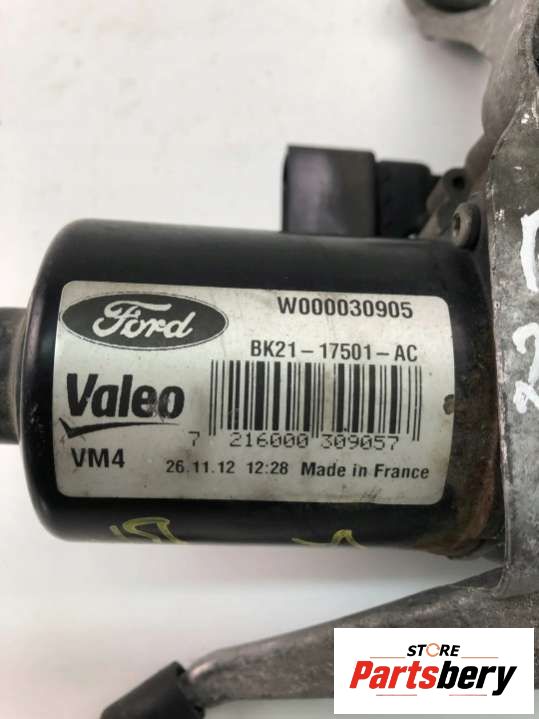 Ford
W000030905
BK21-17501-AC
Valeo
7 216000 309057
VM4
26.11.12 12:28 Made in France
STORE
Partsbery